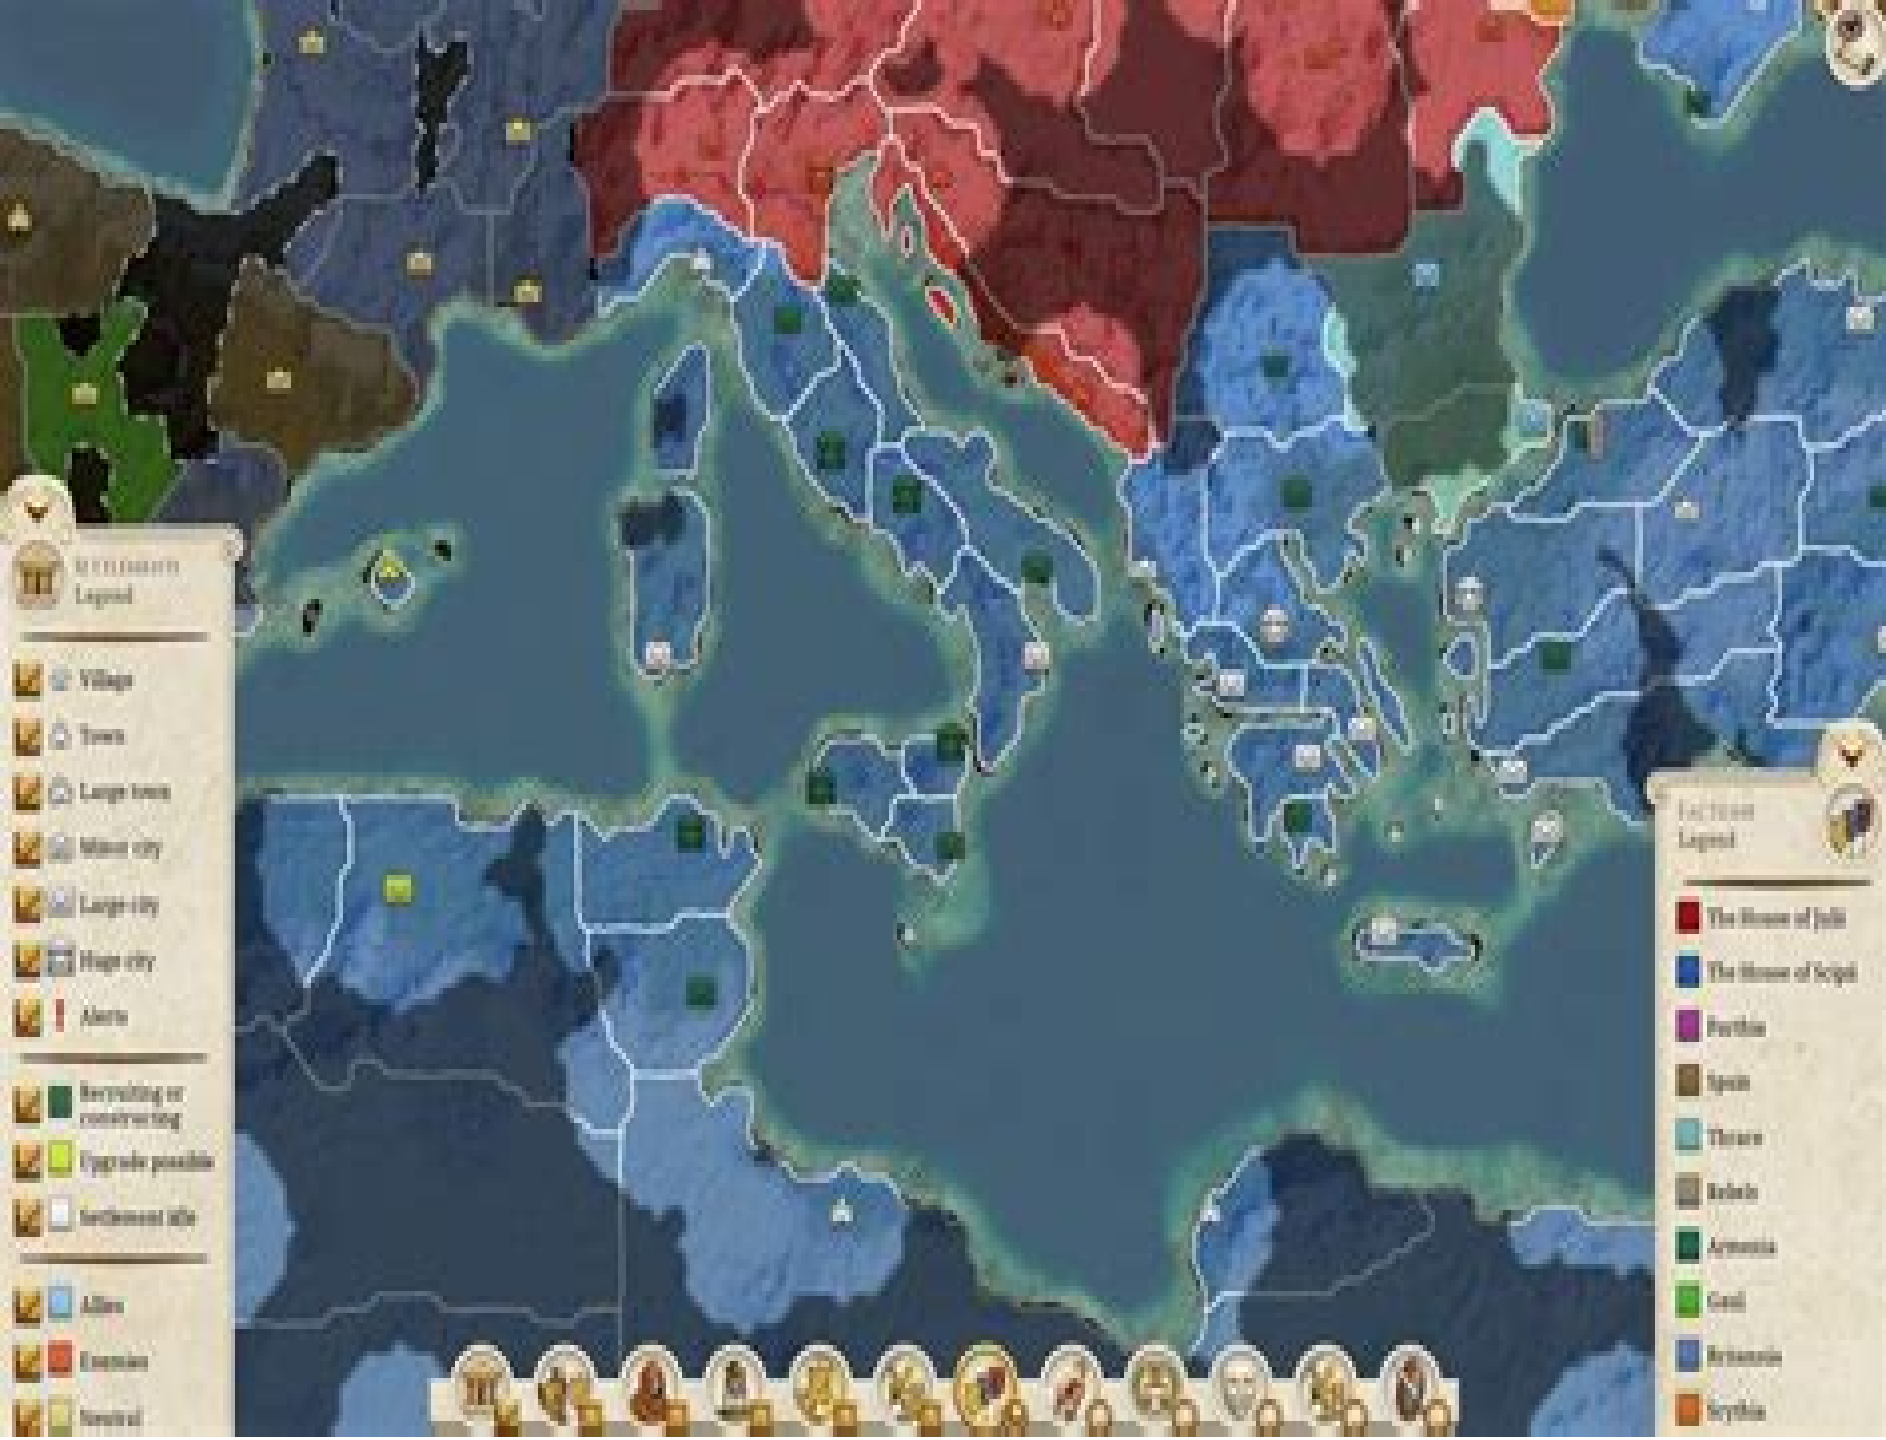 Settlement
Legend
Village
Town
Large town
Minor city
Large city
Huge city
Alerts
Recruiting or
constructing
Upgrade possible
Settlement idle
Allies
Enemies
Neutral
Faction
Legend
The House of Julii
The House of Scipii
Parthia
Spain
Thrace
Rebels
Armenia
Gaul
Britannia
Scythia